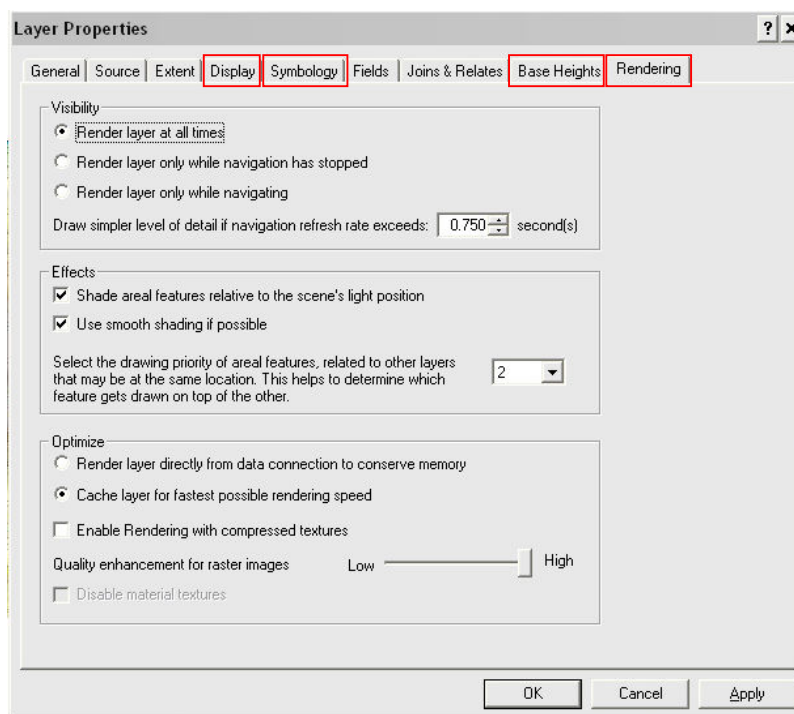 Layer Properties
?
General Source Extent Display Symbology Fields Joins & Relates Base Heights Rendering
Visibility
Render layer at all times
Render layer only while navigation has stopped
Render layer only while navigating
Draw simpler level of detail if navigation refresh rate exceeds: 0.750 second(s)
Effects
Shade areal features relative to the scene's light position
Use smooth shading if possible
Select the drawing priority of areal features, related to other layers
that may be at the same location. This helps to determine which
feature gets drawn on top of the other.
2
Optimize
Render layer directly from data connection to conserve memory
Cache layer for fastest possible rendering speed
Enable Rendering with compressed textures
Quality enhancement for raster images Low High
Disable material textures
OK Cancel Apply